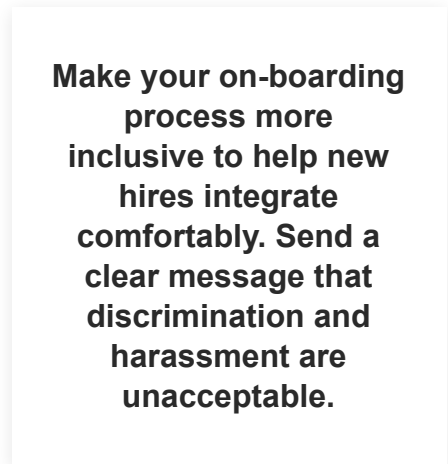 Make your on-boarding
process more
inclusive to help new
hires integrate
comfortably. Send a
clear message that
discrimination and
harassment are
unacceptable.